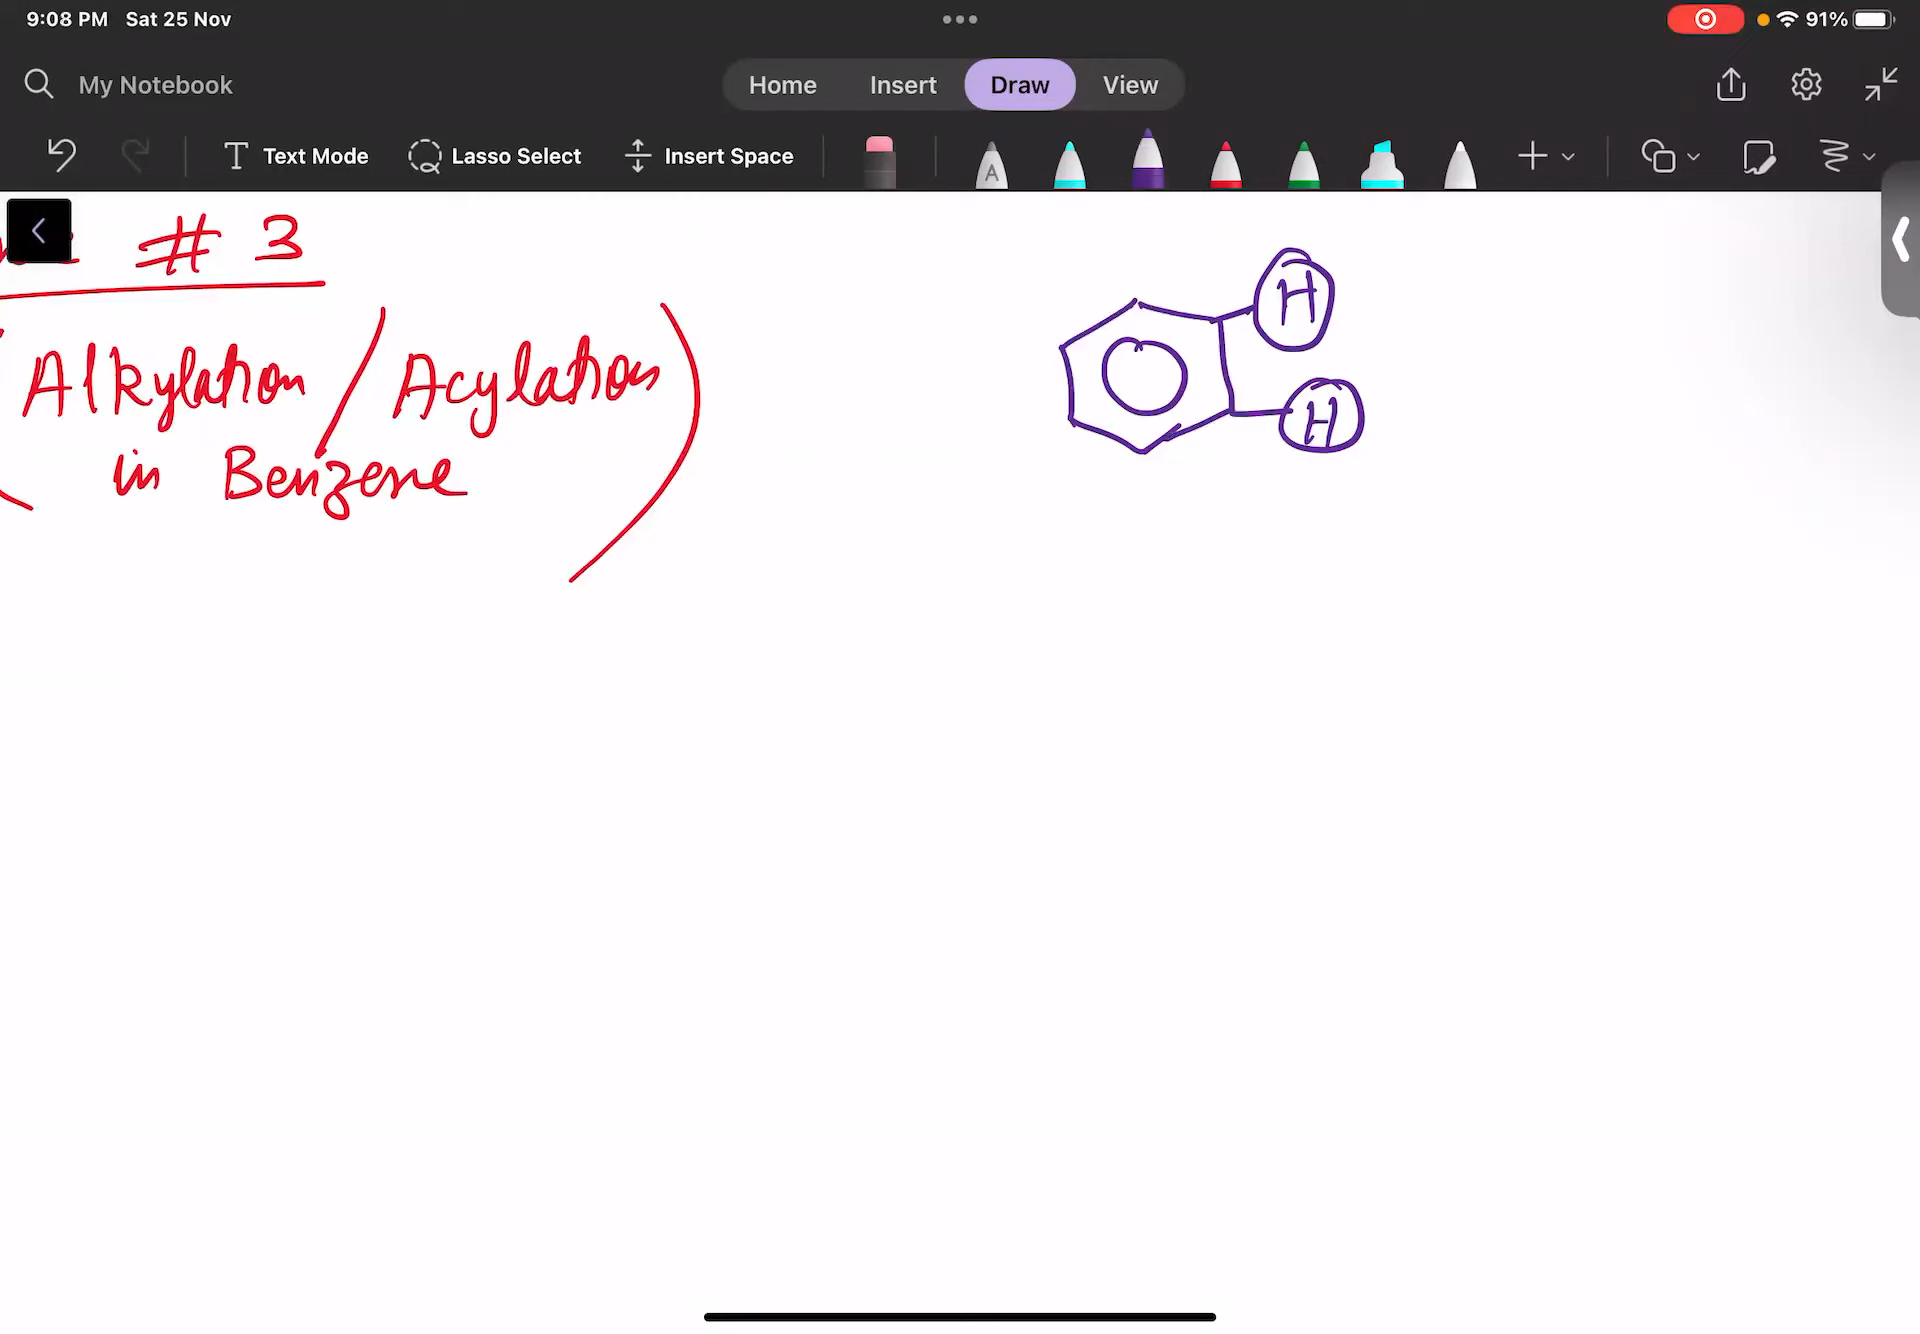 9:08 PM Sat 25 Nov
91%
My Notebook
Home Insert Draw View
Text Mode Lasso Select Insert Space
A
# 3
H
(Alkylation / Acylation
in Benzene)
H